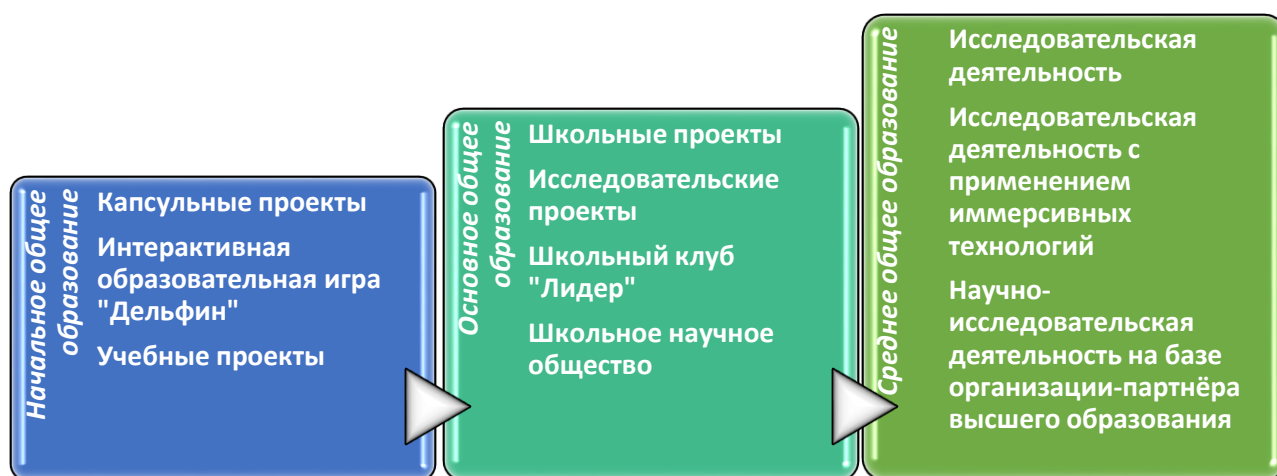 Начальное общее
образование
Капсульные проекты
Интерактивная
образовательная игра
"Дельфин"
Учебные проекты
Основное общее
образование
Школьные проекты
Исследовательские
проекты
Школьный клуб
"Лидер"
Школьное научное
общество
Среднее общее образование
Исследовательская
деятельность
Исследовательская
деятельность с
применением
иммерсивных
технологий
Научно-
исследовательская
деятельность на базе
организации-партнёра
высшего образования